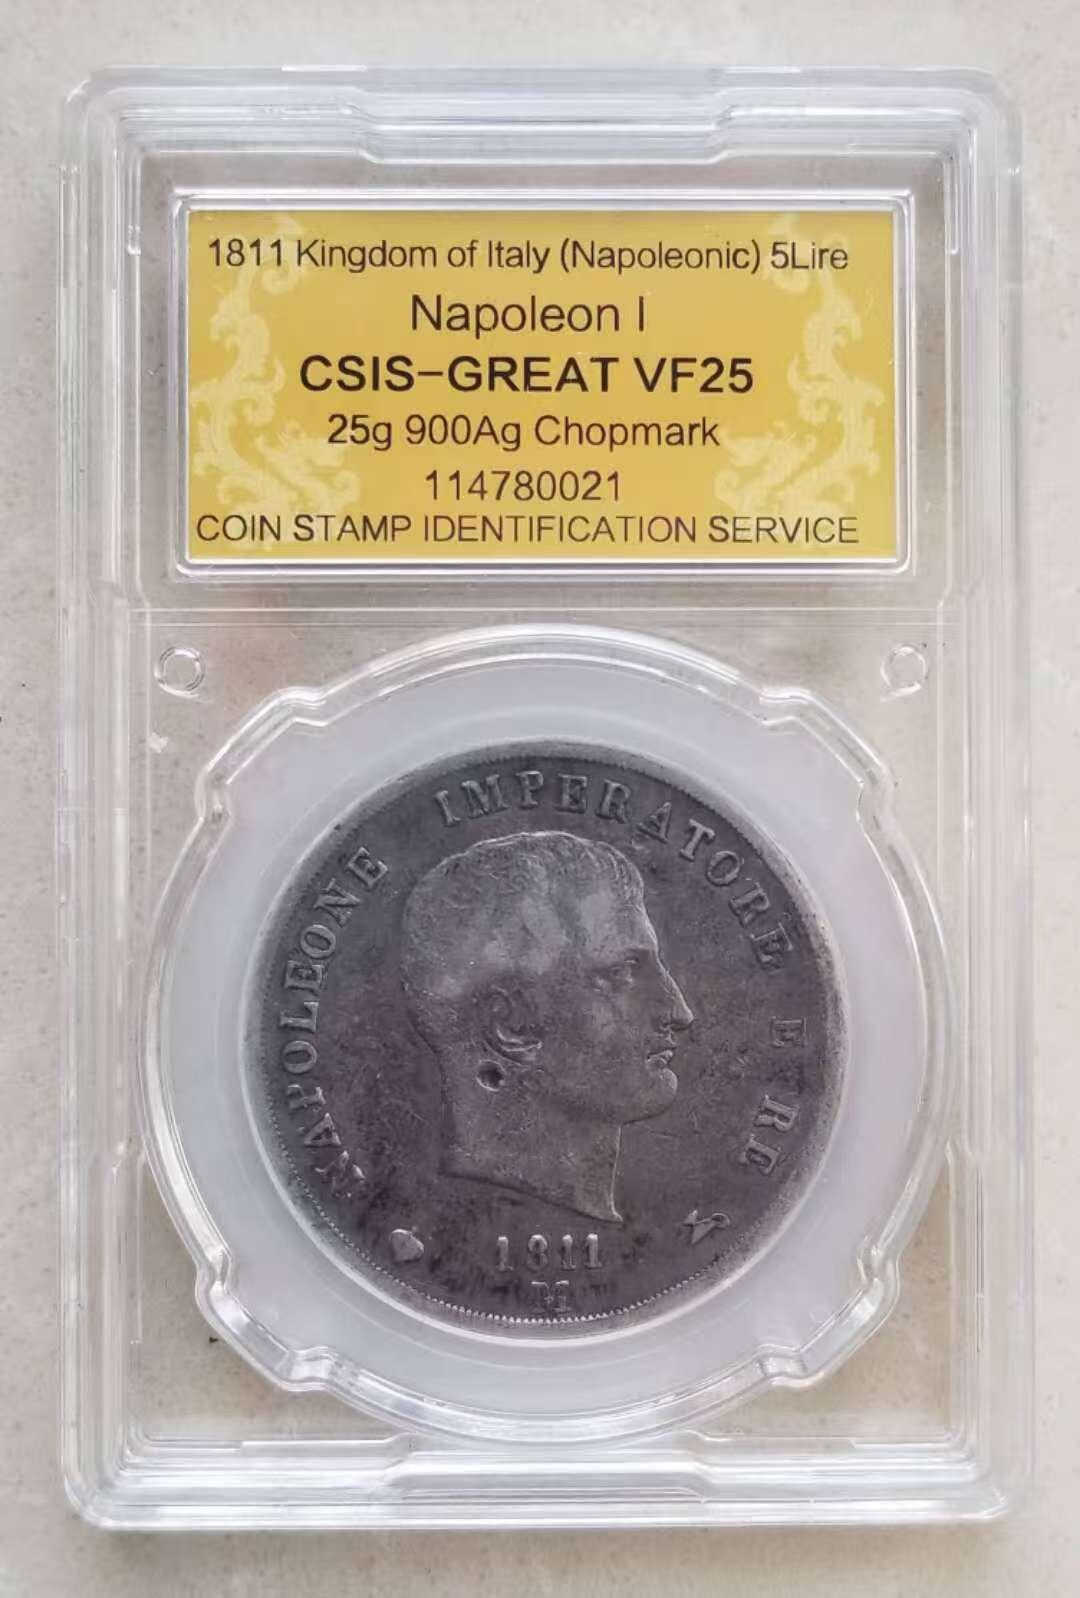 1811 Kingdom of Italy (Napoleonic) 5Lire
Napoleon I
CSIS-GREAT VF25
25g 900Ag Chopmark
114780021
COIN STAMP IDENTIFICATION SERVICE
NAPOLEONE IMPERATORE E RE
1811
M